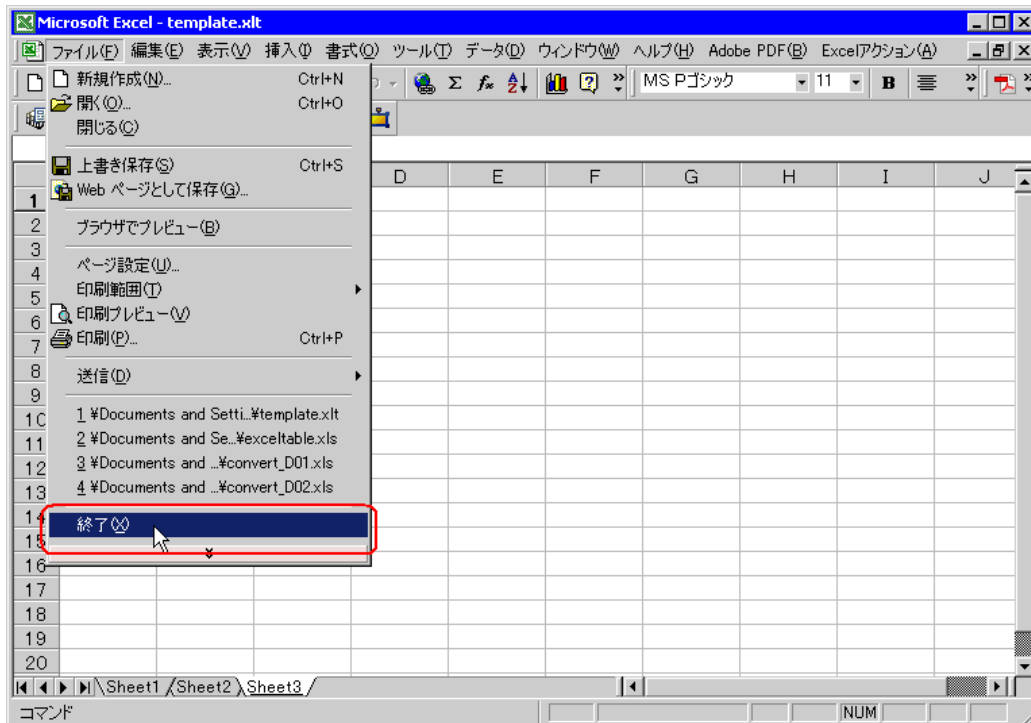 Microsoft Excel - template.xlt
ファイル(F) 編集(E) 表示(V) 挿入(I) 書式(O) ツール(T) データ(D) ウィンドウ(W) ヘルプ(H) Adobe PDF(B) Excelアクション(A)
新規作成(N)... Ctrl+N
開く(O)... Ctrl+O
閉じる(C)
上書き保存(S) Ctrl+S
Web ページとして保存(G)...
ブラウザでプレビュー(B)
ページ設定(U)...
印刷範囲(T)
印刷プレビュー(V)
印刷(P)... Ctrl+P
送信(D)
1 ¥Documents and Setti...¥template.xlt
2 ¥Documents and Se...¥exceltable.xls
3 ¥Documents and ...¥convert_D01.xls
4 ¥Documents and ...¥convert_D02.xls
終了(X)
Σ fx MS Pゴシック 11 B
D E F G H I J
1
2
3
4
5
6
7
8
9
10
11
12
13
14
15
16
17
18
19
20
Sheet1 Sheet2 Sheet3
コマンド NUM